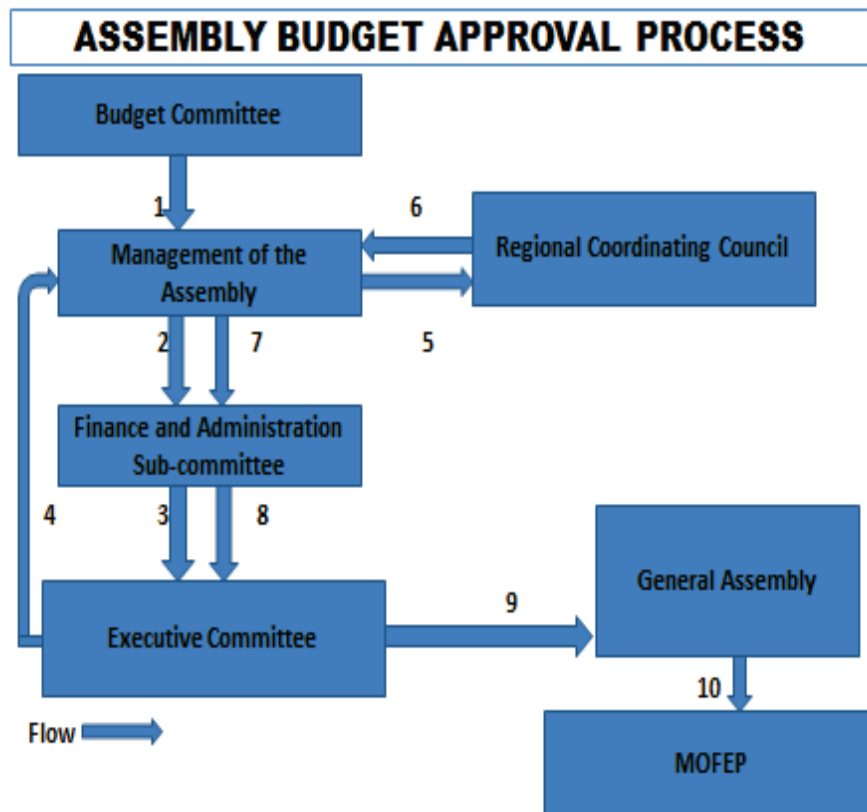 ASSEMBLY BUDGET APPROVAL PROCESS
Budget Committee
1
6
Management of the
Assembly
Regional Coordinating Council
2
7
5
Finance and Administration
Sub-committee
4
3
8
General Assembly
9
Executive Committee
10
Flow
MOFEP